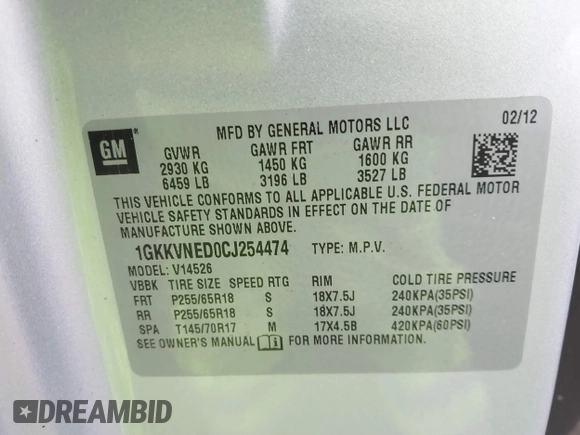 02/12
MFD BY GENERAL MOTORS LLC
GM ®
GVWR GAWR FRT GAWR RR
2930 KG 1450 KG 1600 KG
6459 LB 3196 LB 3527 LB
THIS VEHICLE CONFORMS TO ALL APPLICABLE U.S. FEDERAL MOTOR
VEHICLE SAFETY STANDARDS IN EFFECT ON THE DATE OF
MANUFACTURE SHOWN ABOVE.
1GKKVNED0CJ254474 TYPE: M.P.V.
MODEL: V14526
VBBK TIRE SIZE SPEED RTG RIM COLD TIRE PRESSURE
FRT P255/65R18 S 18X7.5J 240KPA(35PSI)
RR P255/65R18 S 18X7.5J 240KPA(35PSI)
SPA T145/70R17 M 17X4.5B 420KPA(60PSI)
SEE OWNER'S MANUAL i FOR MORE INFORMATION.
DREAMBID